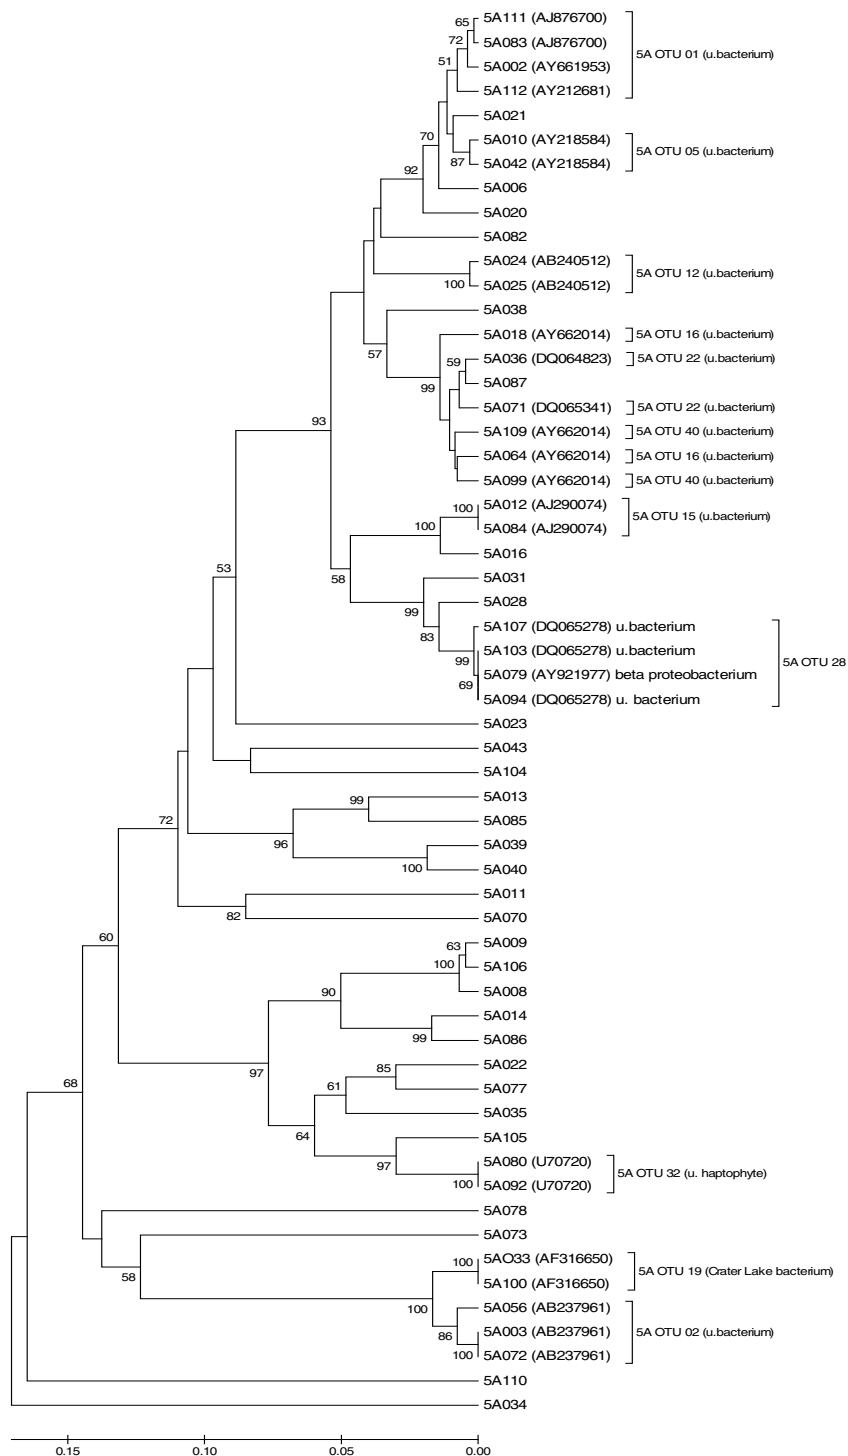 65
5A111 (AJ876700)
72
5A083 (AJ876700)
5A OTU 01 (u.bacterium)
51
5A002 (AY661953)
5A112 (AY212681)
5A021
70
5A010 (AY218584)
5A OTU 05 (u.bacterium)
87
5A042 (AY218584)
92
5A006
5A020
5A082
5A024 (AB240512)
5A OTU 12 (u.bacterium)
100
5A025 (AB240512)
5A038
5A018 (AY662014)
5A OTU 16 (u.bacterium)
57
59
5A036 (DQ064823)
5A OTU 22 (u.bacterium)
99
5A087
5A071 (DQ065341)
5A OTU 22 (u.bacterium)
93
5A109 (AY662014)
5A OTU 40 (u.bacterium)
5A064 (AY662014)
5A OTU 16 (u.bacterium)
5A099 (AY662014)
5A OTU 40 (u.bacterium)
100
5A012 (AJ290074)
5A OTU 15 (u.bacterium)
100
5A084 (AJ290074)
5A016
53
58
5A031
99
5A028
83
5A107 (DQ065278) u.bacterium
99
5A103 (DQ065278) u.bacterium
5A OTU 28
5A079 (AY921977) beta proteobacterium
69
5A094 (DQ065278) u. bacterium
5A023
5A043
5A104
99
5A013
72
5A085
96
5A039
100
5A040
5A011
82
5A070
60
63
5A009
100
5A106
90
5A008
5A014
99
5A086
97
85
5A022
61
5A077
68
5A035
64
5A105
97
5A080 (U70720)
5A OTU 32 (u. haptophyte)
100
5A092 (U70720)
5A078
5A073
58
100
5AO33 (AF316650)
5A OTU 19 (Crater Lake bacterium)
5A100 (AF316650)
100
5A056 (AB237961)
86
5A003 (AB237961)
5A OTU 02 (u.bacterium)
100
5A072 (AB237961)
5A110
5A034
0.15 0.10 0.05 0.00